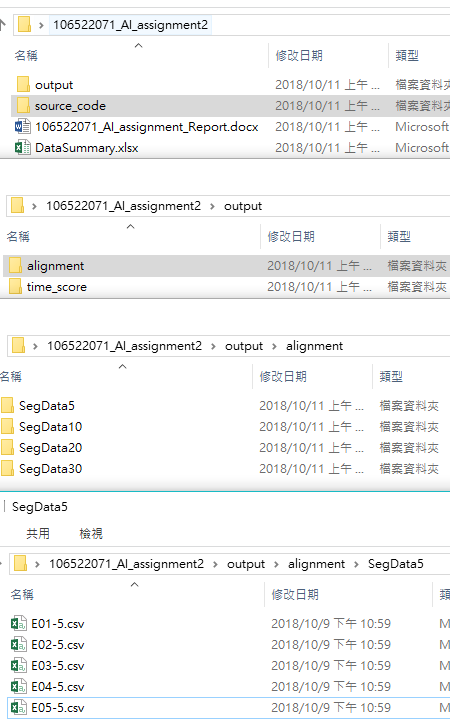 106522071_AI_assignment2
名稱 修改日期 類型
output 2018/10/11 上午 ... 檔案資料夾
source_code 2018/10/11 上午 ... 檔案資料夾
106522071_AI_assignment_Report.docx 2018/10/11 上午 ... Microsoft
DataSummary.xlsx 2018/10/11 上午 ... Microsoft
106522071_AI_assignment2 > output
名稱 修改日期 類型
alignment 2018/10/11 上午 ... 檔案資料夾
time_score 2018/10/11 上午 ... 檔案資料夾
106522071_AI_assignment2 > output > alignment
名稱 修改日期 類型
SegData5 2018/10/11 上午 ... 檔案資料夾
SegData10 2018/10/11 上午 ... 檔案資料夾
SegData20 2018/10/11 上午 ... 檔案資料夾
SegData30 2018/10/11 上午 ... 檔案資料夾
SegData5
共用 檢視
106522071_AI_assignment2 > output > alignment > SegData5
名稱 修改日期
E01-5.csv 2018/10/9 下午 10:59
E02-5.csv 2018/10/9 下午 10:59
E03-5.csv 2018/10/9 下午 10:59
E04-5.csv 2018/10/9 下午 10:59
E05-5.csv 2018/10/9 下午 10:59